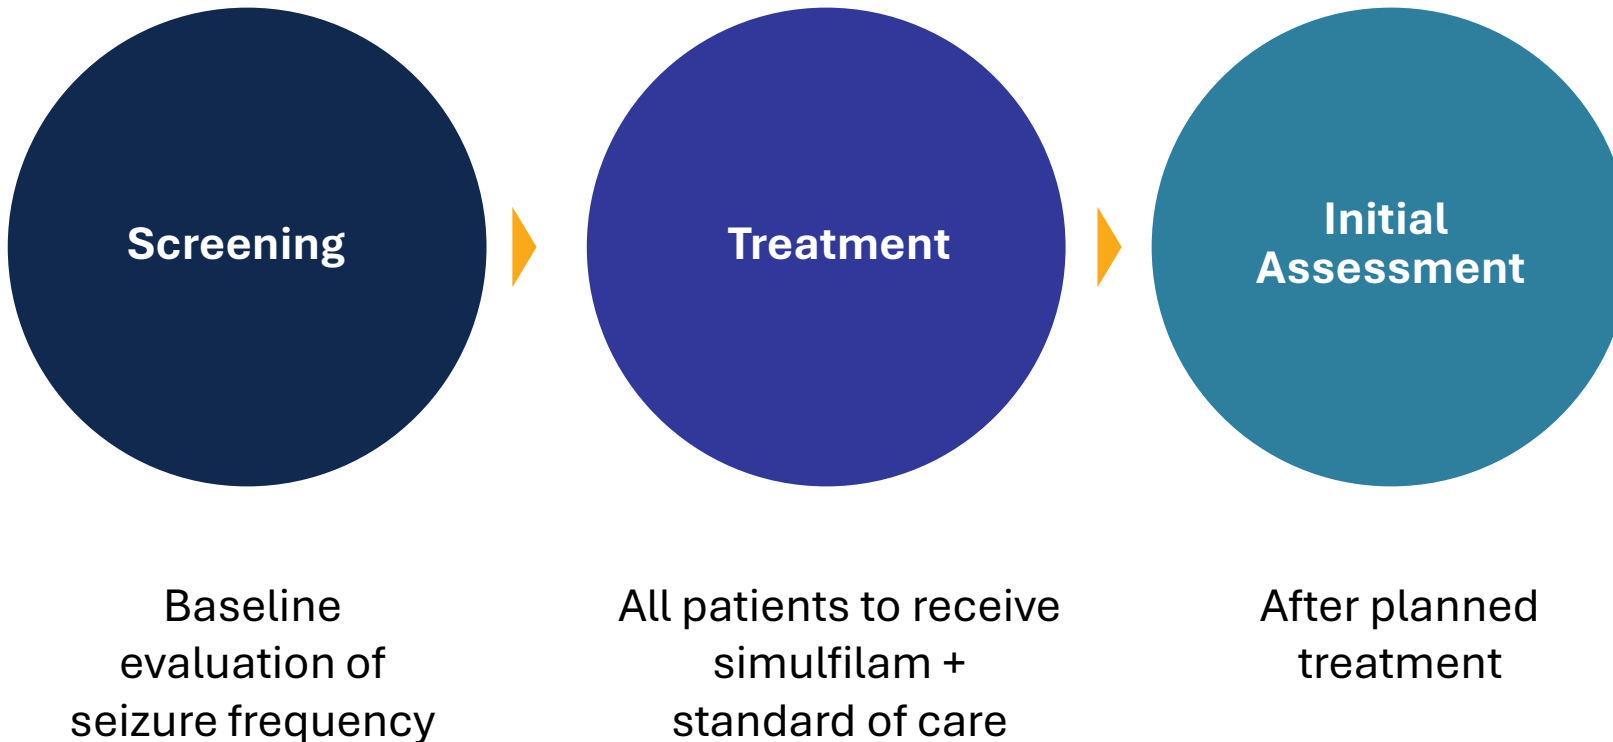 Screening
Treatment
Initial
Assessment
Baseline
evaluation of
seizure frequency
All patients to receive
simulfilam +
standard of care
After planned
treatment